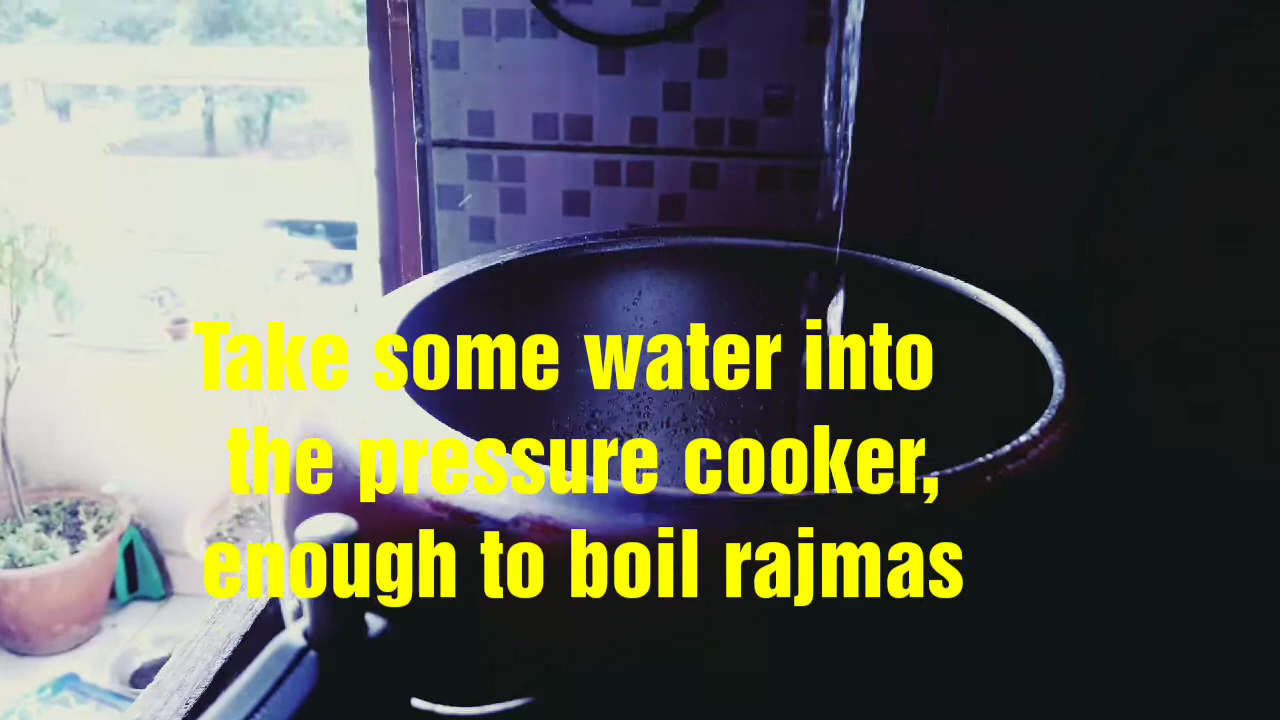 Take some water into
the pressure cooker,
enough to boil rajmas